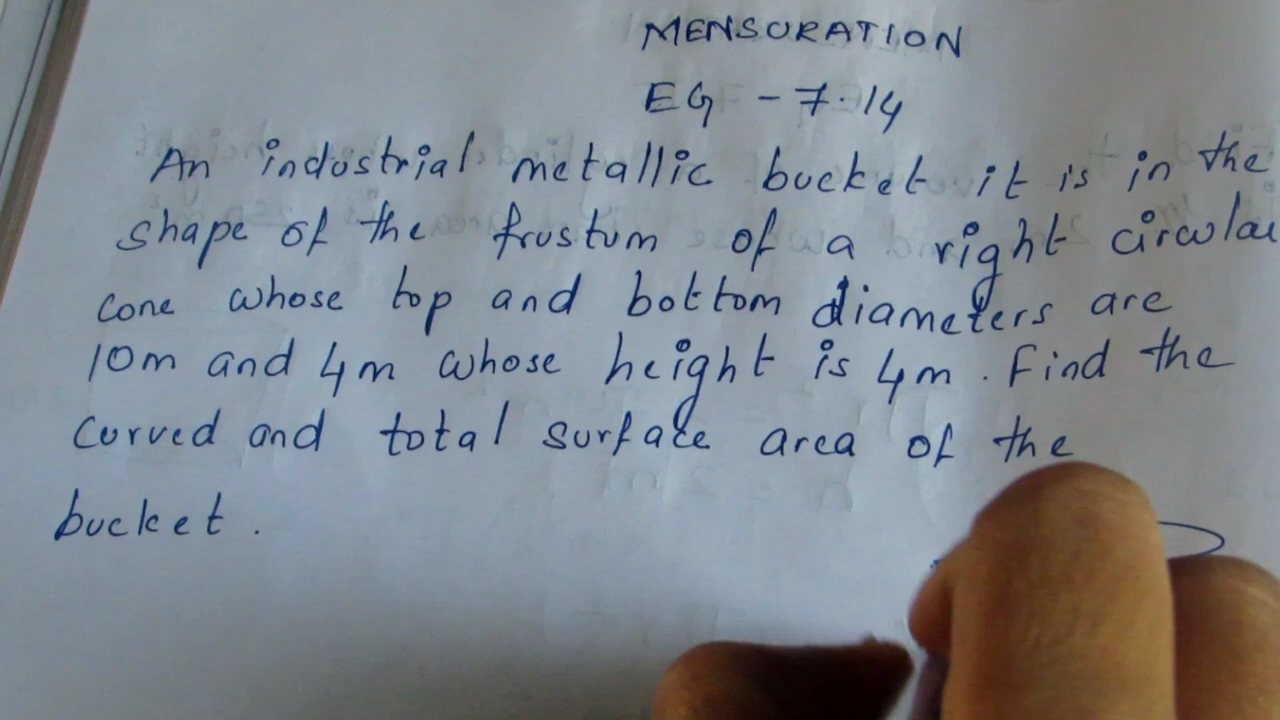 MENSURATION
EG - 7.14
An industrial metallic bucket it is in the
shape of the frustum of a right circular
cone whose top and bottom diameters are
10m and 4m whose height is 4m. Find the
curved and total surface area of the
bucket.